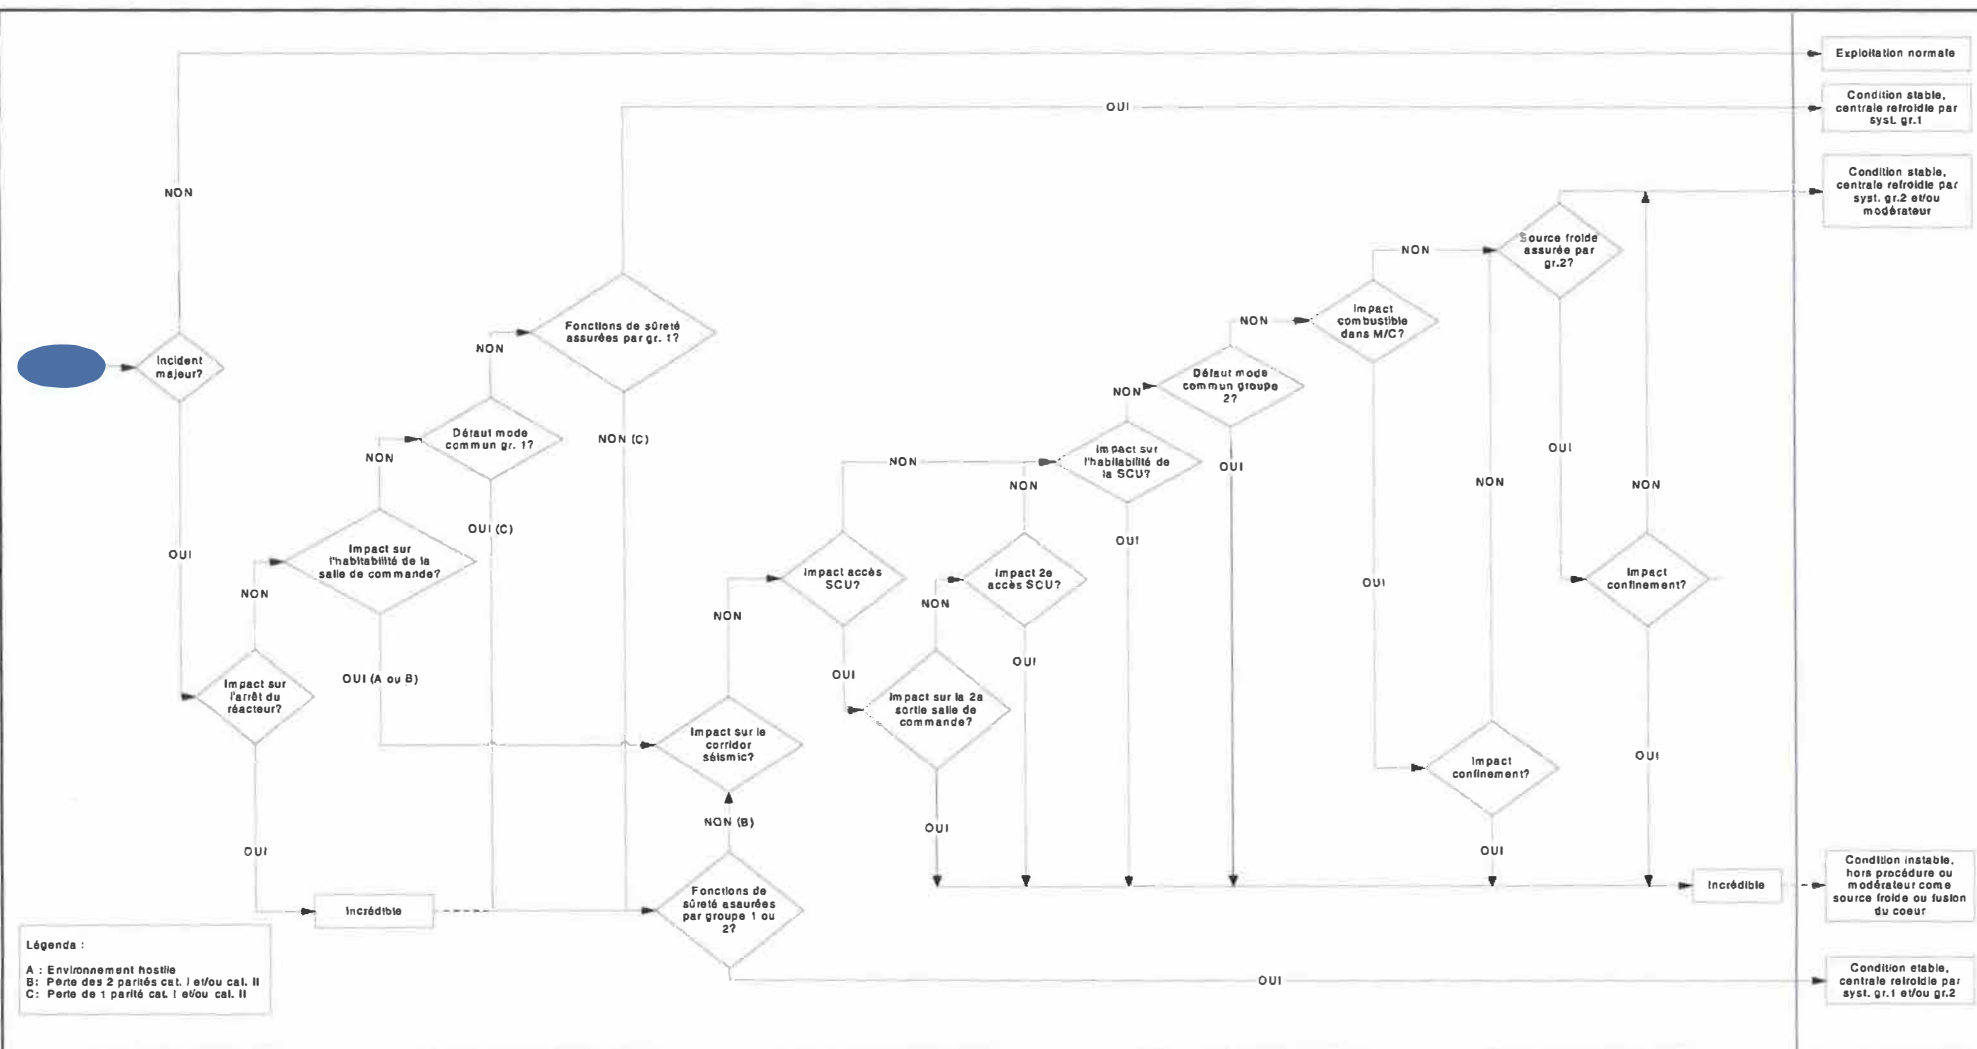 Exploitation normale
OUI
Condition stable,
centrale refroidie par
syst. gr.1
NON
Condition stable,
centrale refroidie par
syst. gr.2 et/ou
modérateur
Source froide
assurée par
gr.2?
NON
Impact
combustible
dans M/C?
NON
Fonctions de sûreté
assurées par gr. 1?
NON
Incident
majeur?
Défaut mode
commun groupe
2?
NON
Défaut mode
commun gr. 1?
NON (C)
NON
OUI
NON
Impact sur
l'habitabilité de
la SCU?
OUI
NON
NON
NON
OUI (C)
OUI
OUI
Impact sur
l'habitabilité de la
salle de commande?
Impact accès
SCU?
Impact 2e
accès SCU?
Impact
confinement?
OUI
NON
NON
NON
OUI
Impact sur
l'arrêt du
réacteur?
OUI (A ou B)
OUI
OUI
Impact sur la 2e
sortie salle de
commande?
Impact sur le
corridor
séismic?
OUI
Impact
confinement?
NON (B)
OUI
OUI
OUI
Fonctions de
sûreté assurées
par groupe 1 ou
2?
Incrédible
Incrédible
Condition instable,
hors procédure ou
modérateur come
source froide ou fusion
du coeur
Légende :
A : Environnement hostile
B: Perte des 2 parités cat. I et/ou cat. II
C: Perte de 1 parité cat. I et/ou cat. II
OUI
Condition stable,
centrale refroidie par
syst. gr.1 et/ou gr.2